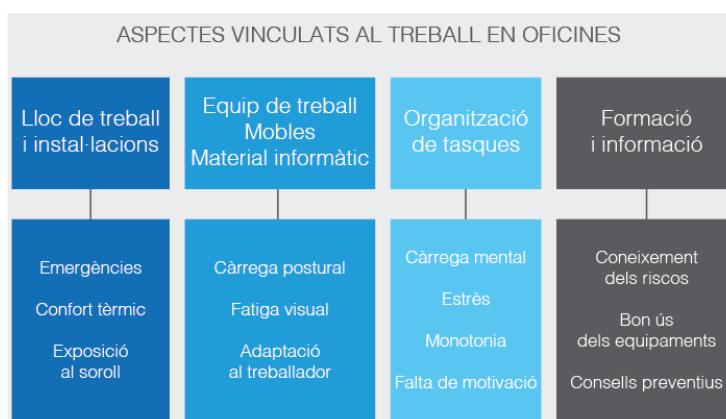 ASPECTES VINCULATS AL TREBALL EN OFICINES
Lloc de treball
i instal·lacions
Equip de treball
Mobles
Material informàtic
Organització
de tasques
Formació
i informació
Emergències
Confort tèrmic
Exposició
al soroll
Càrrega postural
Fatiga visual
Adaptació
al treballador
Càrrega mental
Estrès
Monotonia
Falta de motivació
Coneixement
dels riscos
Bon ús
dels equipaments
Consells preventius